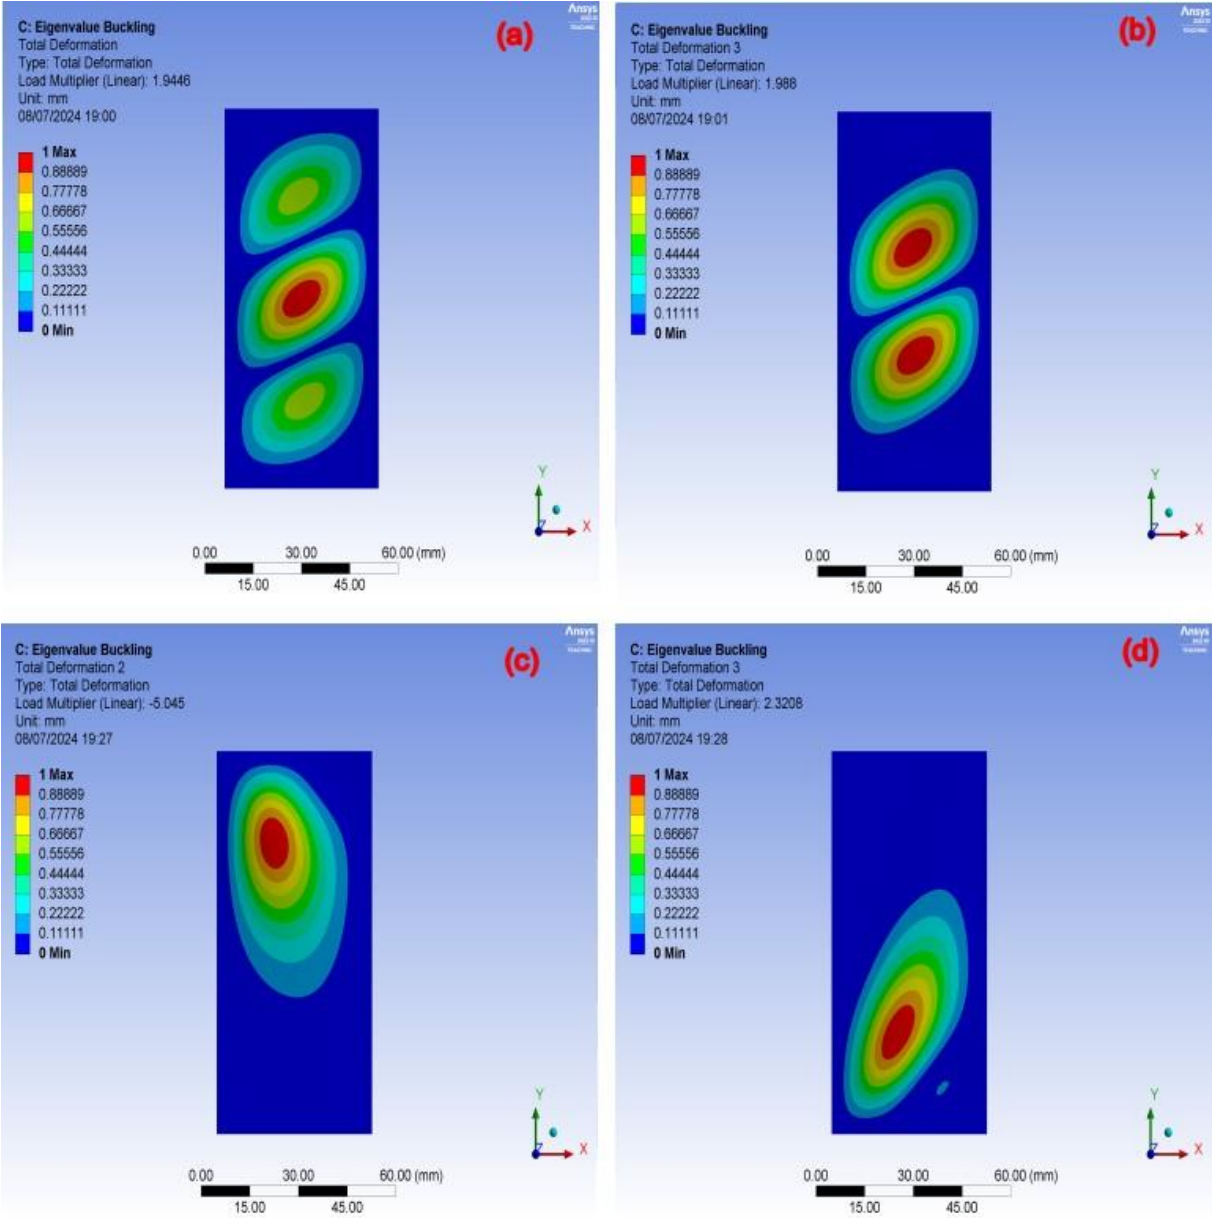 C: Eigenvalue Buckling
Total Deformation
Type: Total Deformation
Load Multiplier (Linear): 1.9446
Unit: mm
08/07/2024 19:00
(a)
Ansys
1 Max
0.88889
0.77778
0.66667
0.55556
0.44444
0.33333
0.22222
0.11111
0 Min
Y
Z
X
0.00 30.00 60.00 (mm)
15.00 45.00
C: Eigenvalue Buckling
Total Deformation 3
Type: Total Deformation
Load Multiplier (Linear): 1.988
Unit: mm
08/07/2024 19:01
(b)
Ansys
1 Max
0.88889
0.77778
0.66667
0.55556
0.44444
0.33333
0.22222
0.11111
0 Min
Y
Z
X
0.00 30.00 60.00 (mm)
15.00 45.00
C: Eigenvalue Buckling
Total Deformation 2
Type: Total Deformation
Load Multiplier (Linear): -5.045
Unit: mm
08/07/2024 19:27
(c)
Ansys
1 Max
0.88889
0.77778
0.66667
0.55556
0.44444
0.33333
0.22222
0.11111
0 Min
Y
Z
X
0.00 30.00 60.00 (mm)
15.00 45.00
C: Eigenvalue Buckling
Total Deformation 3
Type: Total Deformation
Load Multiplier (Linear): 2.3208
Unit: mm
08/07/2024 19:28
(d)
Ansys
1 Max
0.88889
0.77778
0.66667
0.55556
0.44444
0.33333
0.22222
0.11111
0 Min
Y
Z
X
0.00 30.00 60.00 (mm)
15.00 45.00